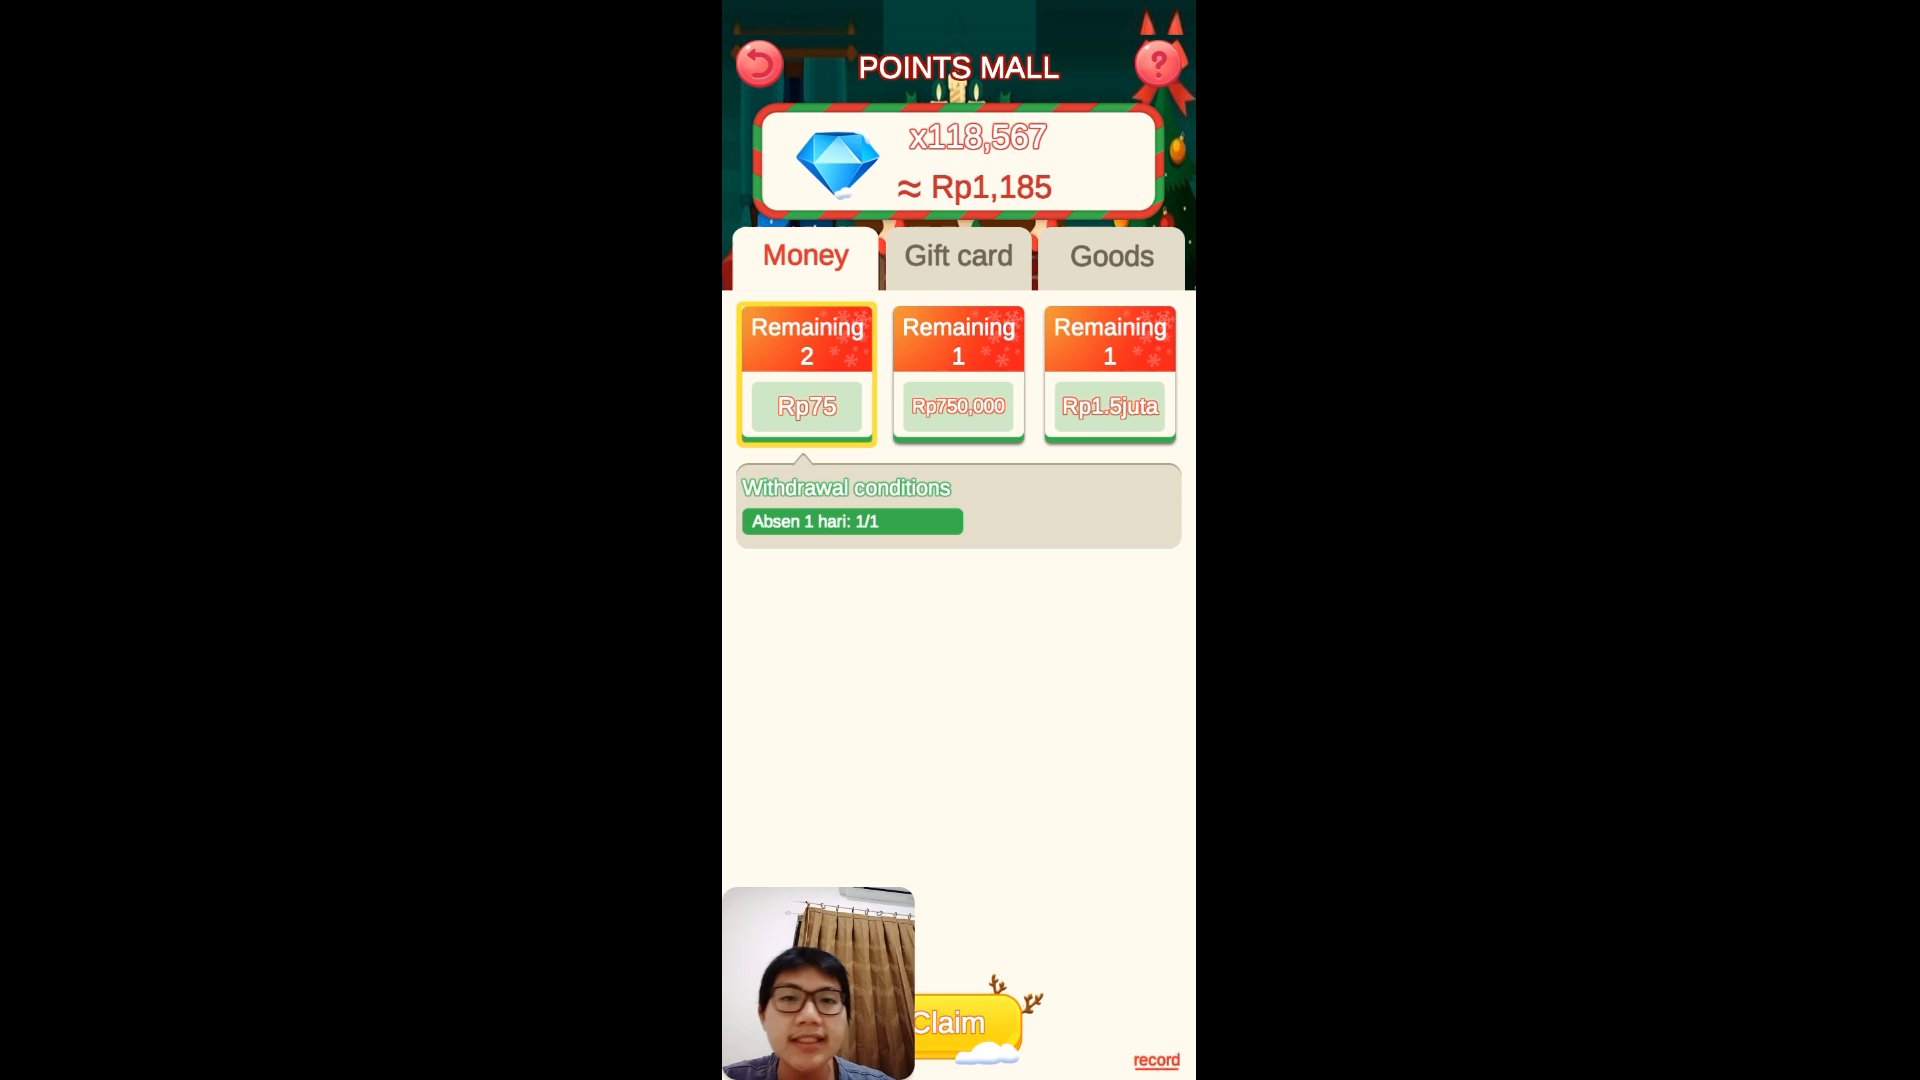 POINTS MALL
x118,567
≈ Rp1,185
Money
Gift card
Goods
Remaining
2
Rp75
Remaining
1
Rp750,000
Remaining
1
Rp1.5juta
Withdrawal conditions
Absen 1 hari: 1/1
Claim
record